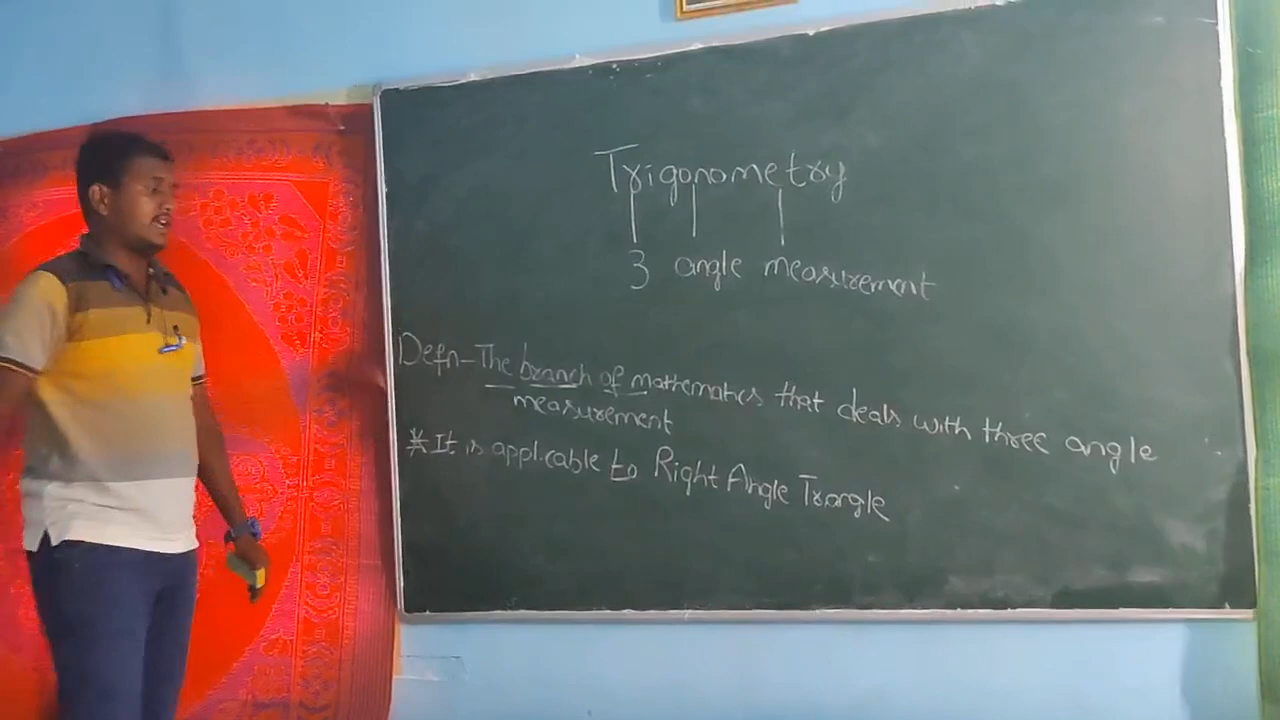 Trigonometry
3 angle measurement
Defn-The branch of mathematics that deals with three angle
measurement
* It is applicable to Right Angle Triangle